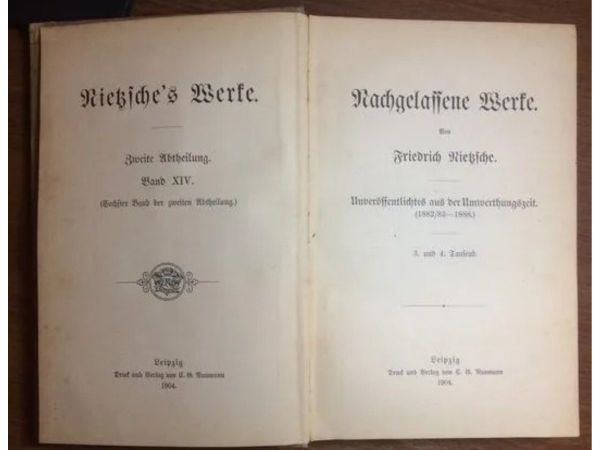 Nietzsche's Werke.
Zweite Abtheilung.
Band XIV.
(Sechster Band der zweiten Abtheilung.)
Leipzig
Druck und Verlag von C. G. Naumann
1904.
Nachgelassene Werke.
Von
Friedrich Nietzsche.
Unveröffentlichtes aus der Umwerthungszeit.
(1882/83—1888.)
3. und 4. Tausend.
Leipzig
Druck und Verlag von C. G. Naumann
1904.